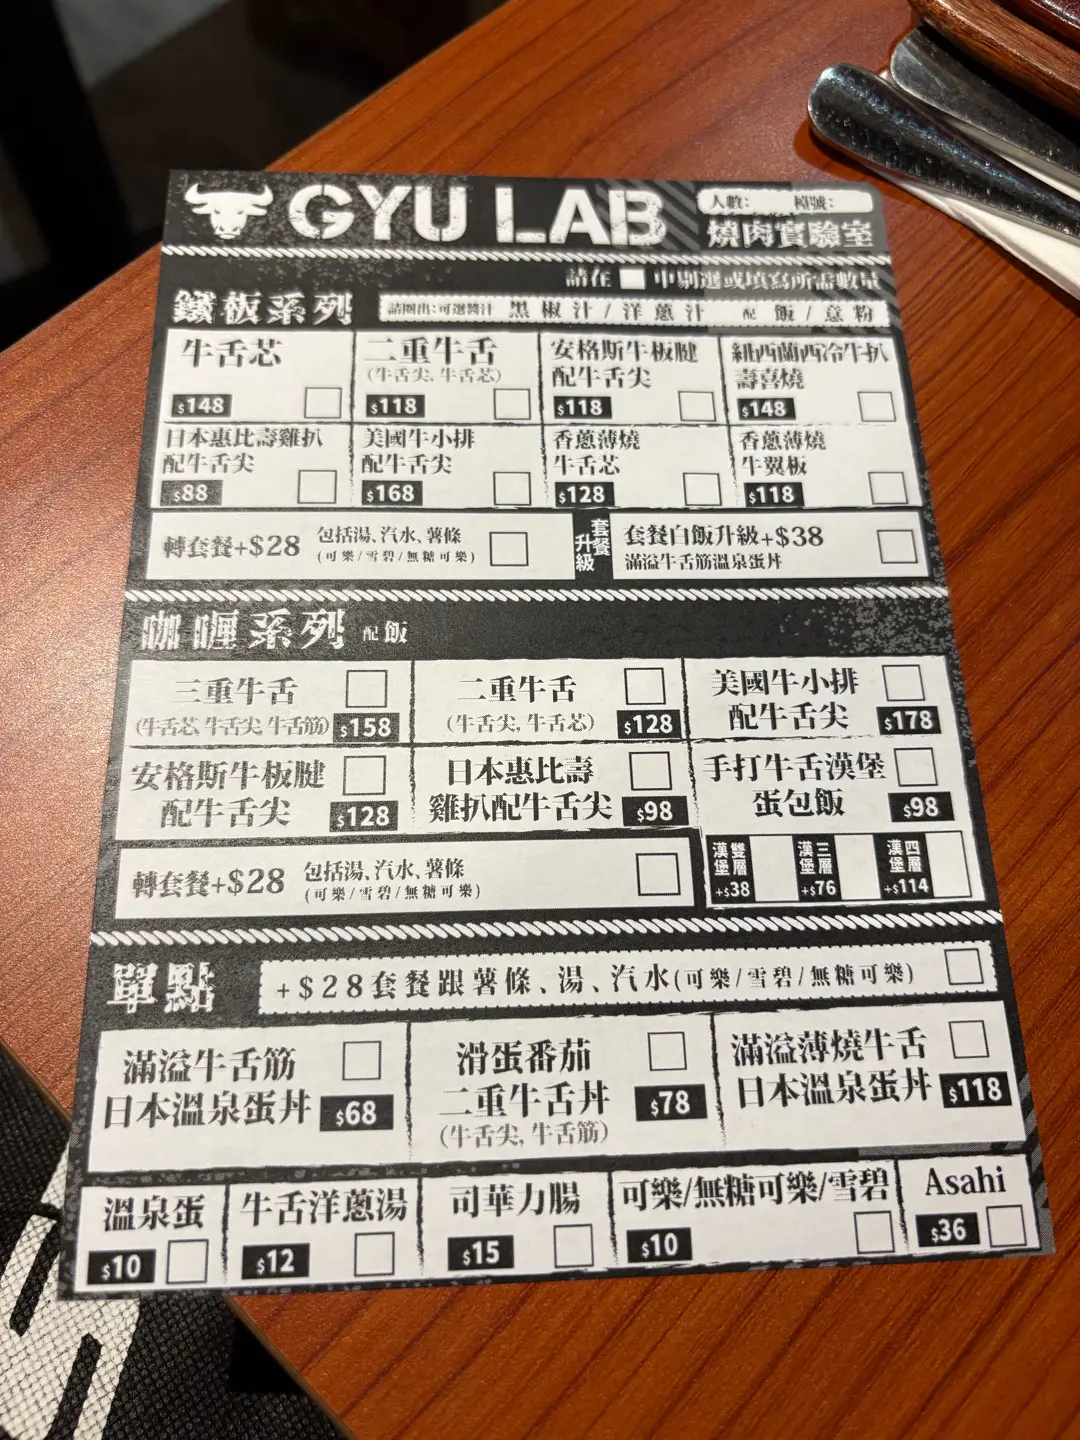 GYU LAB
人數: 檯號:
燒肉實驗室
請在 中剔選或填寫所需數量
鐵板系列
請圈出:可選醬汁 黑椒汁/洋蔥汁 配 飯/意粉
牛舌芯
$148
二重牛舌
(牛舌尖, 牛舌芯)
$118
安格斯牛板腱
配牛舌尖
$118
紐西蘭西冷牛扒
壽喜燒
$148
日本惠比壽雞扒
配牛舌尖
$88
美國牛小排
配牛舌尖
$168
香蔥薄燒
牛舌芯
$128
香蔥薄燒
牛翼板
$118
轉套餐+$28
包括湯、汽水、薯條
(可樂/雪碧/無糖可樂)
套餐升級
套餐白飯升級+$38
滿溢牛舌筋溫泉蛋丼
咖喱系列 配飯
三重牛舌
(牛舌芯, 牛舌尖, 牛舌筋)
$158
二重牛舌
(牛舌尖, 牛舌芯)
$128
美國牛小排
配牛舌尖
$178
安格斯牛板腱
配牛舌尖
$128
日本惠比壽
雞扒配牛舌尖
$98
手打牛舌漢堡
蛋包飯
$98
轉套餐+$28
包括湯、汽水、薯條
(可樂/雪碧/無糖可樂)
雙層漢堡
+$38
三層漢堡
+$76
四層漢堡
+$114
單點
+$28套餐跟薯條、湯、汽水(可樂/雪碧/無糖可樂)
滿溢牛舌筋
日本溫泉蛋丼
$68
滑蛋番茄
二重牛舌丼
(牛舌尖, 牛舌筋)
$78
滿溢薄燒牛舌
日本溫泉蛋丼
$118
溫泉蛋
$10
牛舌洋蔥湯
$12
司華力腸
$15
可樂/無糖可樂/雪碧
$10
Asahi
$36